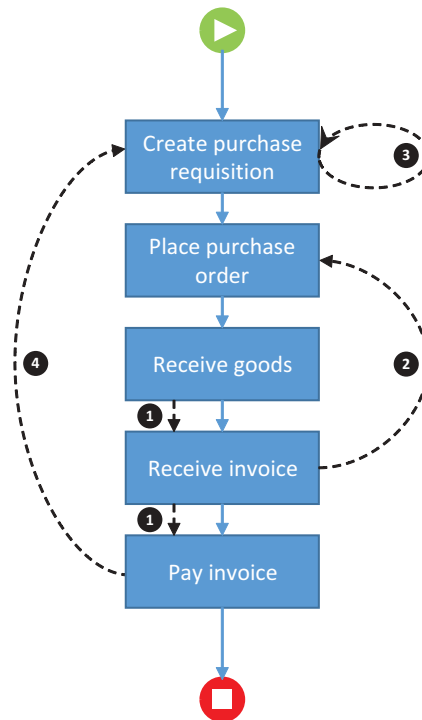 Create purchase
requisition
3
Place purchase
order
4
Receive goods
2
1
Receive invoice
1
Pay invoice